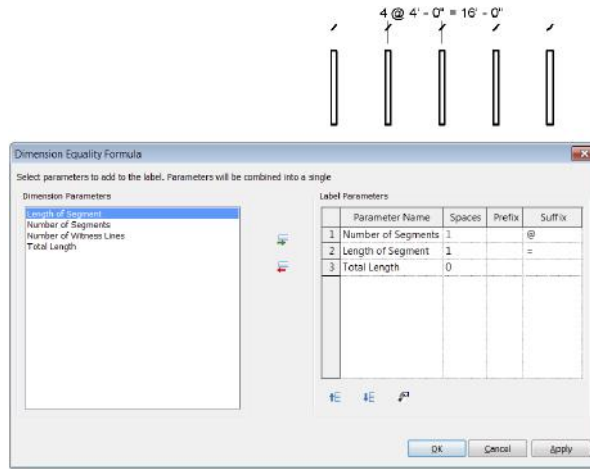 4 @ 4' - 0" = 16' - 0"
Dimension Equality Formula
Select parameters to add to the label. Parameters will be combined into a single
Dimension Parameters
Length of Segment
Number of Segments
Number of Witness Lines
Total Length
Label Parameters
Parameter Name Spaces Prefix Suffix
1 Number of Segments 1 @
2 Length of Segment 1 =
3 Total Length 0
OK Cancel Apply